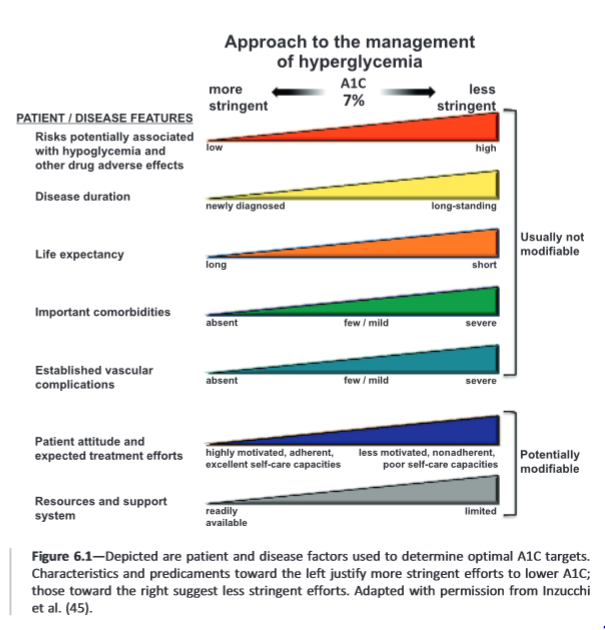 Approach to the management
of hyperglycemia
more
stringent
A1C
7%
less
stringent
PATIENT / DISEASE FEATURES
Risks potentially associated
with hypoglycemia and
other drug adverse effects
low
high
Disease duration
newly diagnosed
long-standing
Life expectancy
long
short
Important comorbidities
absent
few / mild
severe
Established vascular
complications
absent
few / mild
severe
Usually not
modifiable
Patient attitude and
expected treatment efforts
highly motivated, adherent,
excellent self-care capacities
less motivated, nonadherent,
poor self-care capacities
Resources and support
system
readily
available
limited
Potentially
modifiable
Figure 6.1—Depicted are patient and disease factors used to determine optimal A1C targets.
Characteristics and predicaments toward the left justify more stringent efforts to lower A1C;
those toward the right suggest less stringent efforts. Adapted with permission from Inzucchi
et al. (45).